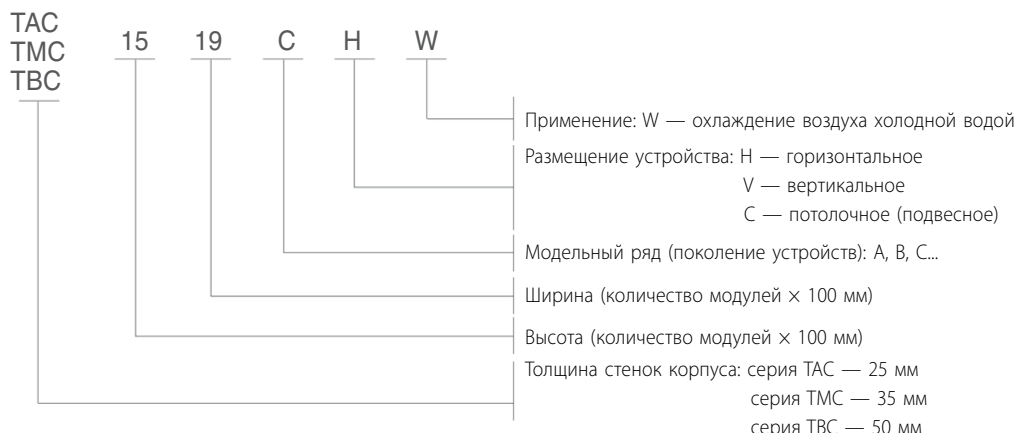 TAC
TMC
TBC
15 19 C H W
Применение: W — охлаждение воздуха холодной водой
Размещение устройства: H — горизонтальное
V — вертикальное
C — потолочное (подвесное)
Модельный ряд (поколение устройств): A, B, C...
Ширина (количество модулей × 100 мм)
Высота (количество модулей × 100 мм)
Толщина стенок корпуса: серия TAC — 25 мм
серия TMC — 35 мм
серия TBC — 50 мм